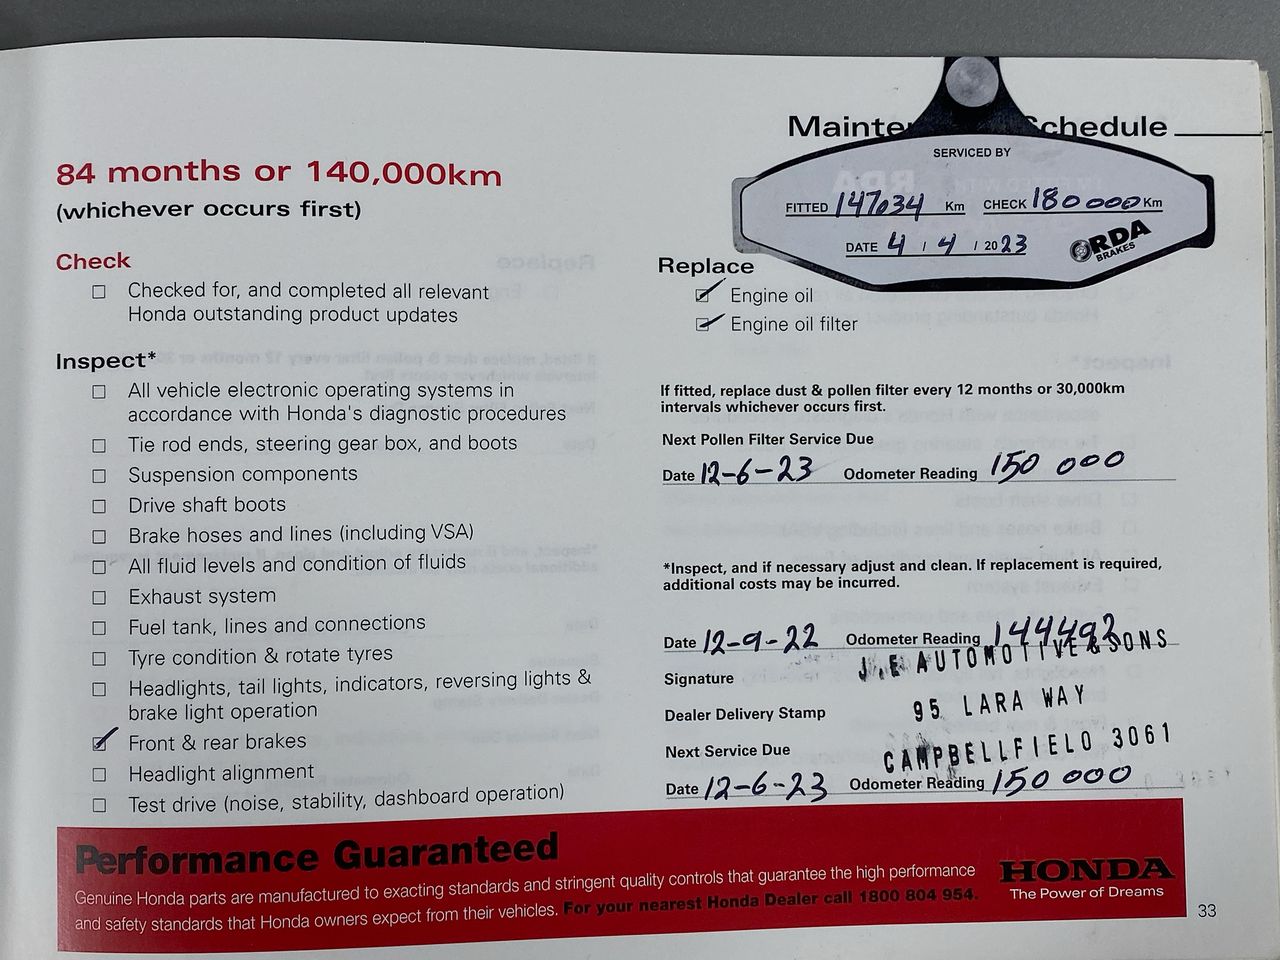 Mainte Schedule
SERVICED BY
FITTED 147034 Km CHECK 180000 Km
DATE 4 / 4 / 2023
RDA
BRAKES
84 months or 140,000km
(whichever occurs first)
Check
Checked for, and completed all relevant
Honda outstanding product updates
Inspect*
All vehicle electronic operating systems in
accordance with Honda's diagnostic procedures
Tie rod ends, steering gear box, and boots
Suspension components
Drive shaft boots
Brake hoses and lines (including VSA)
All fluid levels and condition of fluids
Exhaust system
Fuel tank, lines and connections
Tyre condition & rotate tyres
Headlights, tail lights, indicators, reversing lights &
brake light operation
Front & rear brakes
Headlight alignment
Test drive (noise, stability, dashboard operation)
Replace
Engine oil
Engine oil filter
If fitted, replace dust & pollen filter every 12 months or 30,000km
intervals whichever occurs first.
Next Pollen Filter Service Due
Date 12-6-23 Odometer Reading 150 000
*Inspect, and if necessary adjust and clean. If replacement is required,
additional costs may be incurred.
Date 12-9-22 Odometer Reading 144492
J.E AUTOMOTIVE & SONS
Signature
95 LARA WAY
Dealer Delivery Stamp
CAMPBELLFIELD 3061
Next Service Due
Date 12-6-23 Odometer Reading 150 000
Performance Guaranteed
Genuine Honda parts are manufactured to exacting standards and stringent quality controls that guarantee the high performance
and safety standards that Honda owners expect from their vehicles. For your nearest Honda Dealer call 1800 804 954.
HONDA
The Power of Dreams
33